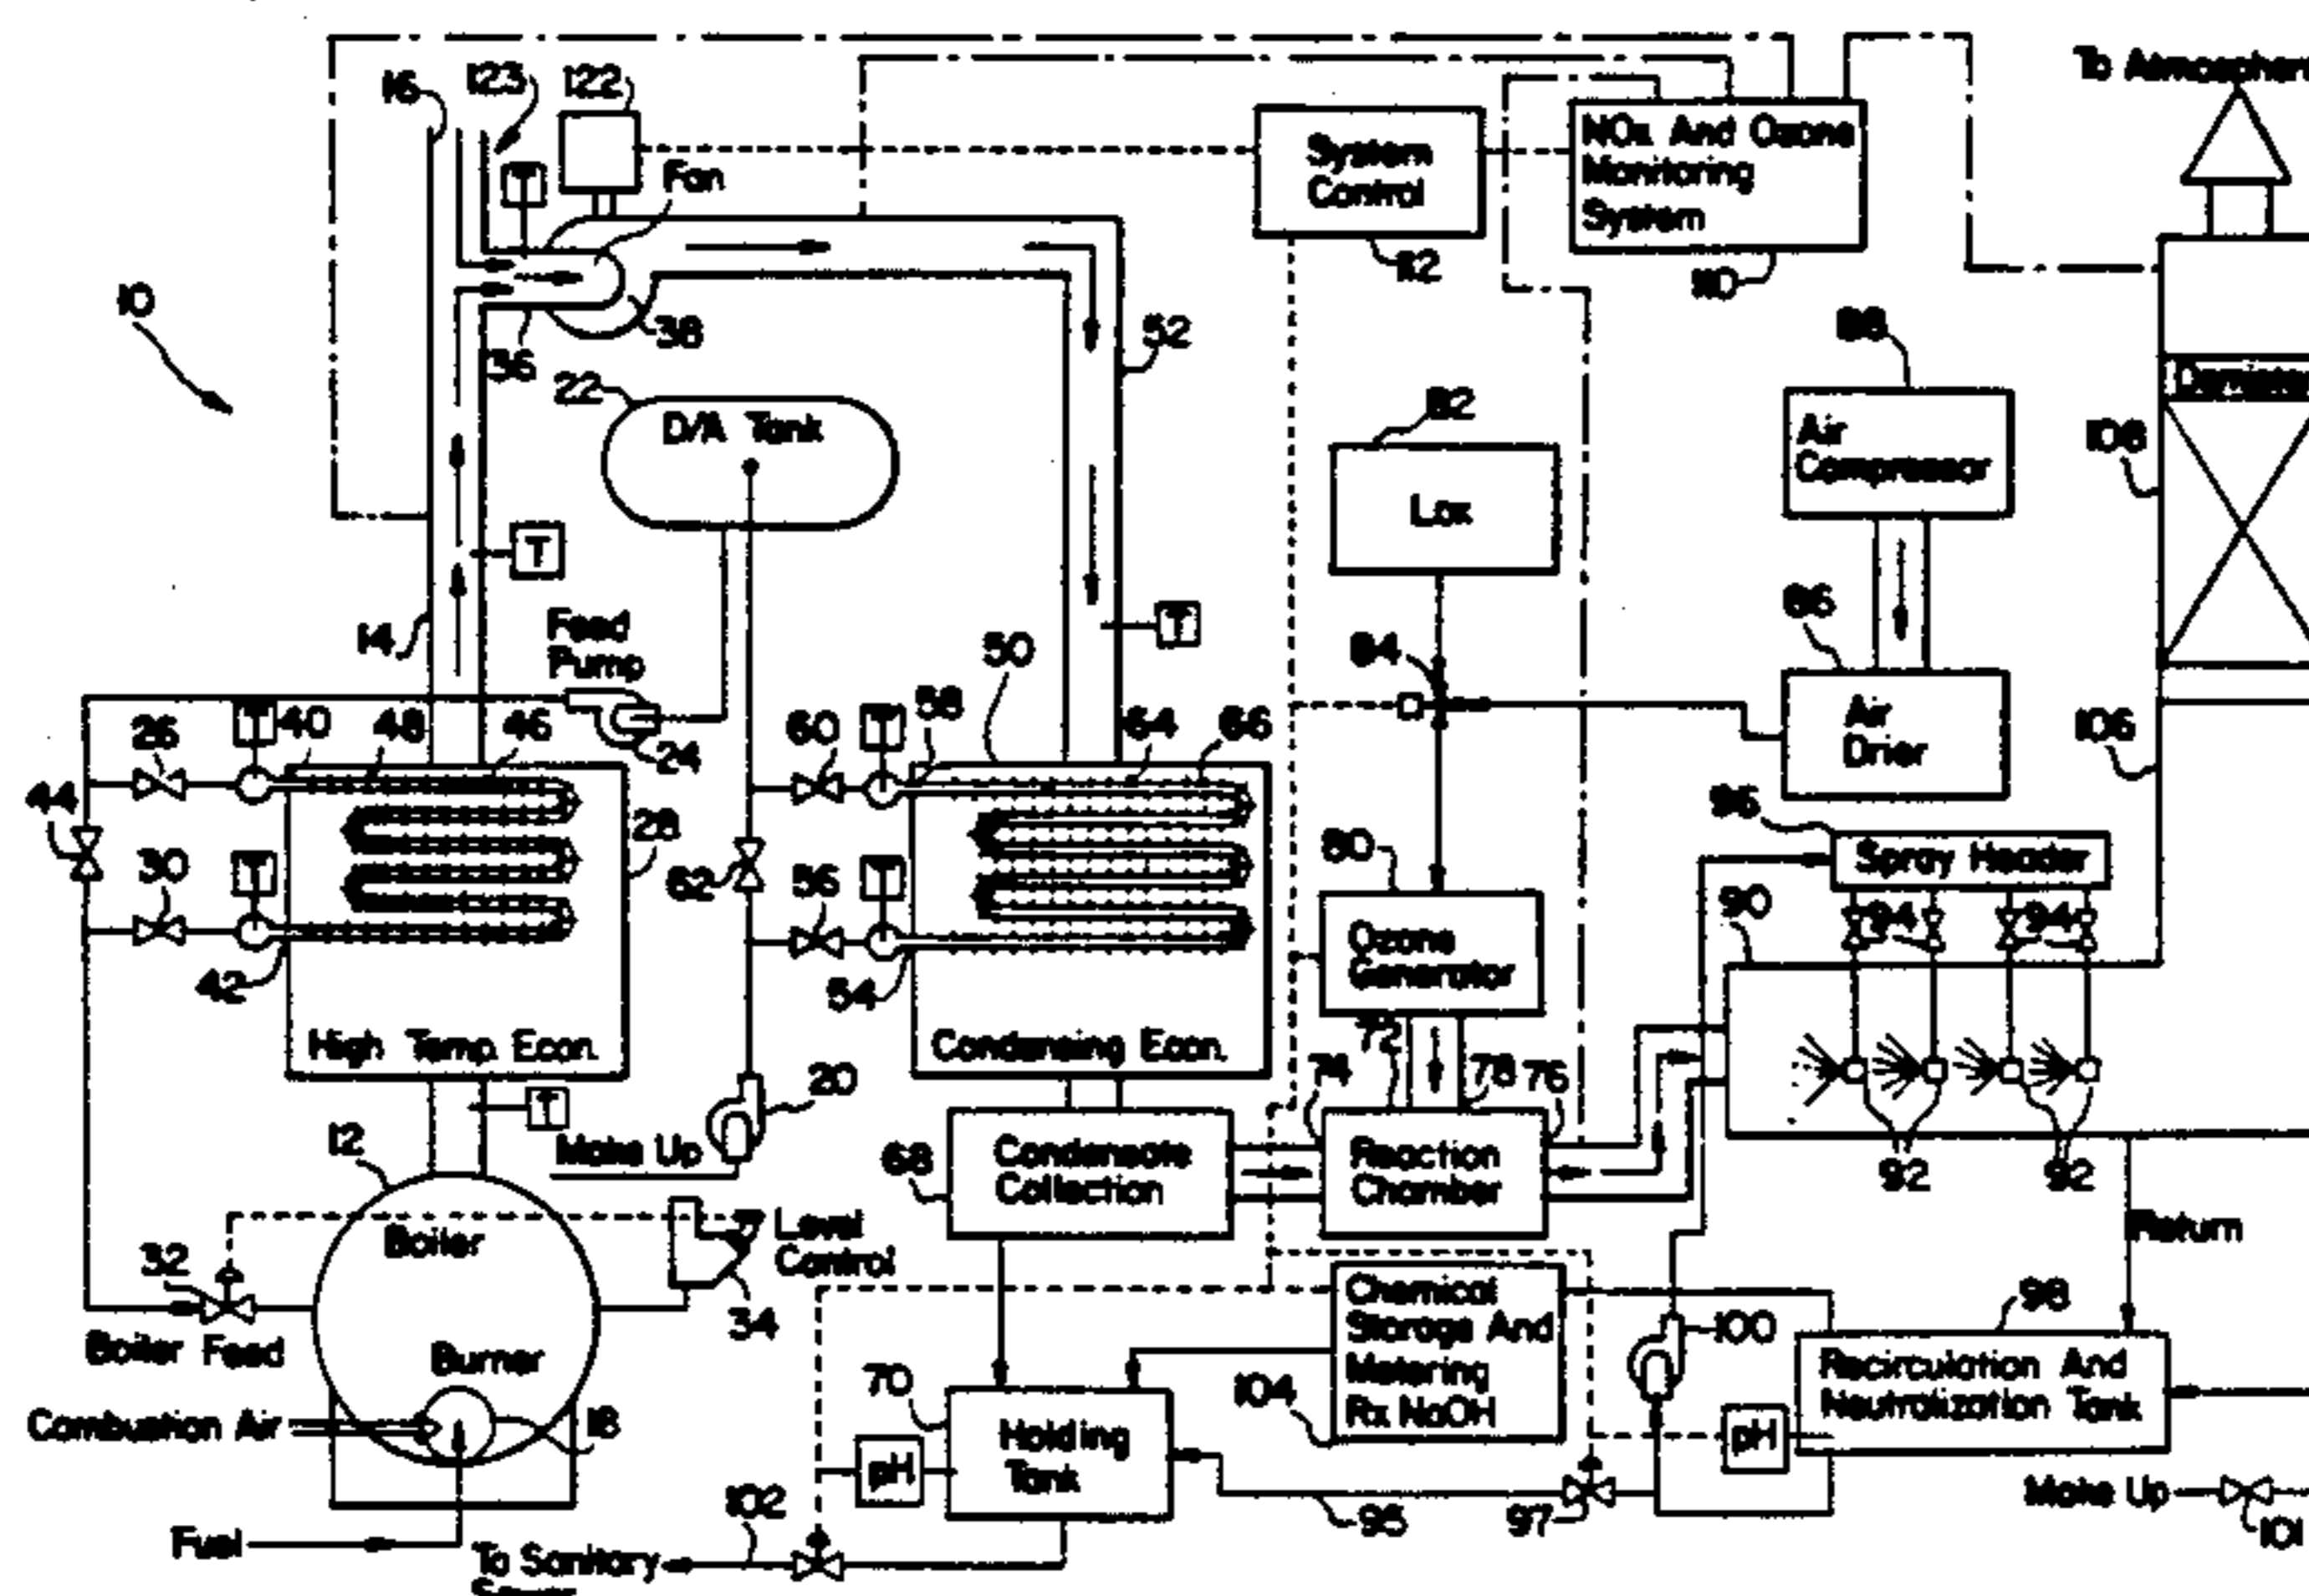 To Atmosphere
16
123
122
Fan
System
Control
112
NOx And Ozone
Monitoring
System
110
10
36
38
52
22
D/A Tank
82
Lox
88
Air
Compressor
Demister
108
T
T
T
14
Feed
Pump
24
50
84
86
Air
Drier
106
26
T
40
48
46
60
T
58
64
66
44
30
T
28
62
56
T
80
Ozone
Generator
96
Spray Header
90
94
94
42
High Temp. Econ.
54
Condensing Econ.
72
78
74
76
T
20
12
Make Up
68
Condensate
Collection
Reaction
Chamber
92
92
Boiler
Level
Control
34
32
Boiler Feed
Burner
Return
98
Chemical
Storage And
Metering
Rx NaOH
104
100
Recirculation And
Neutralization Tank
Combustion Air
18
70
Holding
Tank
pH
pH
102
95
97
Make Up
101
Fuel
To Sanitary
Sewer